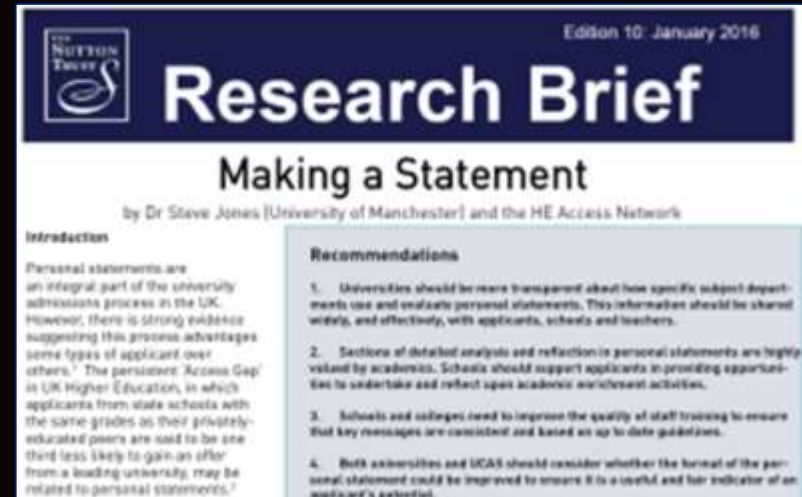 THE
SUTTON
TRUST
Edition 10: January 2016
Research Brief
Making a Statement
by Dr Steve Jones (University of Manchester) and the HE Access Network
Introduction
Personal statements are
an integral part of the university
admissions process in the UK.
However, there is strong evidence
suggesting this process advantages
some types of applicant over
others.¹ The persistent 'Access Gap'
in UK Higher Education, in which
applicants from state schools with
the same grades as their privately-
educated peers are said to be one
third less likely to gain an offer
from a leading university, may be
related to personal statements.²
Recommendations
1. Universities should be more transparent about how specific subject depart-
ments use and evaluate personal statements. This information should be shared
widely, and effectively, with applicants, schools and teachers.
2. Sections of detailed analysis and reflection in personal statements are highly
valued by academics. Schools should support applicants in providing opportuni-
ties to undertake and reflect upon academic enrichment activities.
3. Schools and colleges need to improve the quality of staff training to ensure
that key messages are consistent and based on up to date guidelines.
4. Both universities and UCAS should consider whether the format of the per-
sonal statement could be improved to ensure it is a useful and fair indicator of an
applicant's potential.